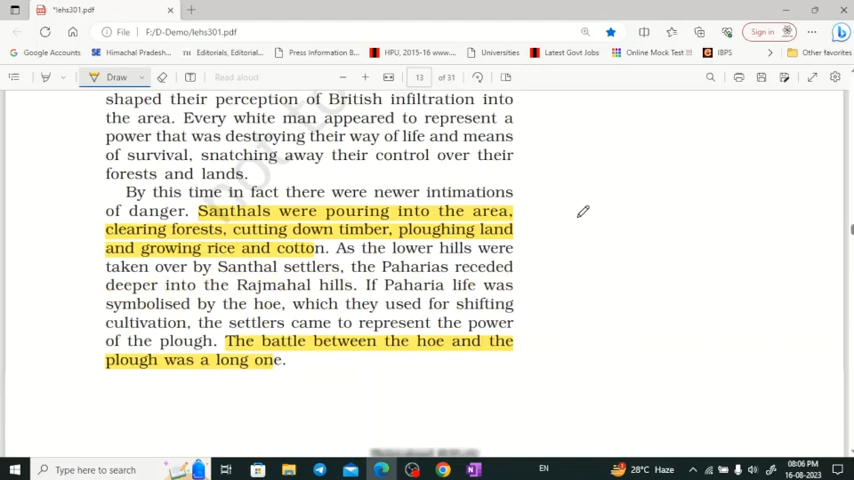 *lehs301.pdf
File
F:/D-Demo/lehs301.pdf
Sign in
Google Accounts
Himachal Pradesh...
Editorials, Editorial...
Press Information B...
HPU, 2015-16 www....
Universities
Latest Govt Jobs
Online Mock Test !...
IBPS
Other favorites
Draw
Read aloud
13 of 31
shaped their perception of British infiltration into
the area. Every white man appeared to represent a
power that was destroying their way of life and means
of survival, snatching away their control over their
forests and lands.
By this time in fact there were newer intimations
of danger. Santhals were pouring into the area,
clearing forests, cutting down timber, ploughing land
and growing rice and cotton. As the lower hills were
taken over by Santhal settlers, the Paharias receded
deeper into the Rajmahal hills. If Paharia life was
symbolised by the hoe, which they used for shifting
cultivation, the settlers came to represent the power
of the plough. The battle between the hoe and the
plough was a long one.
Type here to search
EN
28°C Haze
08:06 PM
16-08-2023